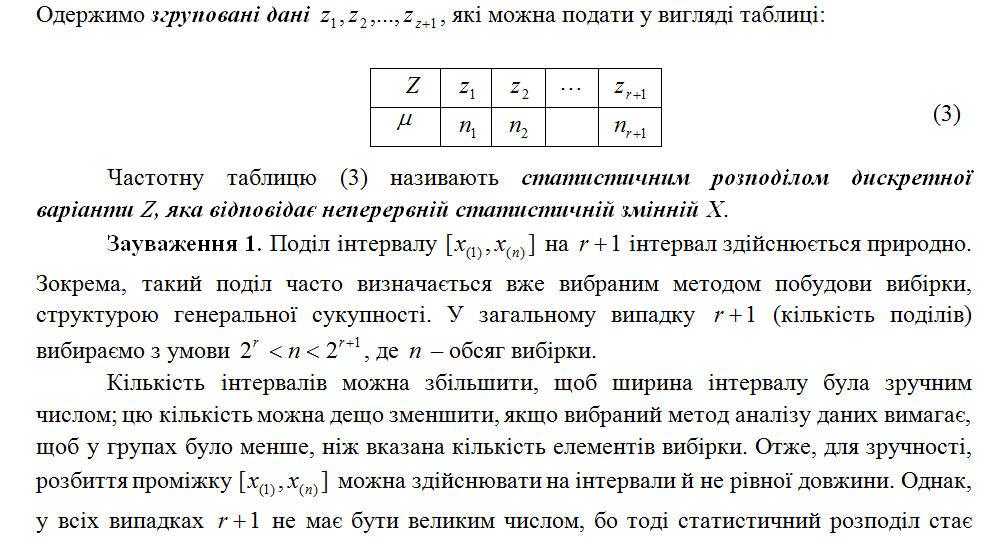 Одержимо згруповані дані z₁, z₂,..., z_{z+1}, які можна подати у вигляді таблиці:
Z z₁ z₂ ⋯ z_{r+1}
μ n₁ n₂ n_{r+1}
(3)
Частотну таблицю (3) називають статистичним розподілом дискретної
варіанти Z, яка відповідає неперервній статистичній змінній X.
Зауваження 1. Поділ інтервалу [x₍₁₎, x₍ₙ₎] на r+1 інтервал здійснюється природно.
Зокрема, такий поділ часто визначається вже вибраним методом побудови вибірки,
структурою генеральної сукупності. У загальному випадку r+1 (кількість поділів)
вибираємо з умови 2^r < n < 2^{r+1}, де n – обсяг вибірки.
Кількість інтервалів можна збільшити, щоб ширина інтервалу була зручним
числом; цю кількість можна дещо зменшити, якщо вибраний метод аналізу даних вимагає,
щоб у групах було менше, ніж вказана кількість елементів вибірки. Отже, для зручності,
розбиття проміжку [x₍₁₎, x₍ₙ₎] можна здійснювати на інтервали й не рівної довжини. Однак,
у всіх випадках r+1 не має бути великим числом, бо тоді статистичний розподіл стає